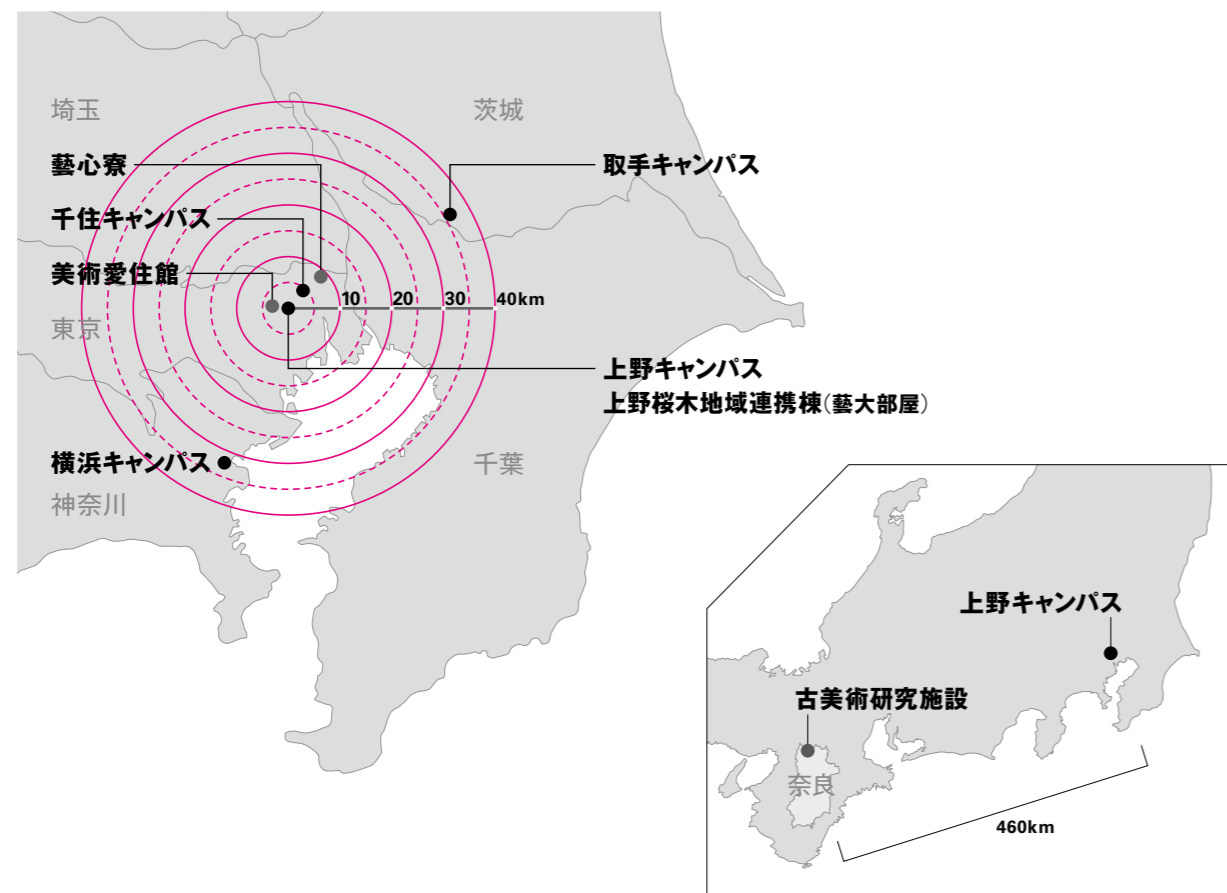 埼玉
茨城
藝心寮
取手キャンパス
千住キャンパス
美術愛住館
10
20
30
40km
東京
上野キャンパス
上野桜木地域連携棟(藝大部屋)
横浜キャンパス
千葉
神奈川
上野キャンパス
古美術研究施設
奈良
460km